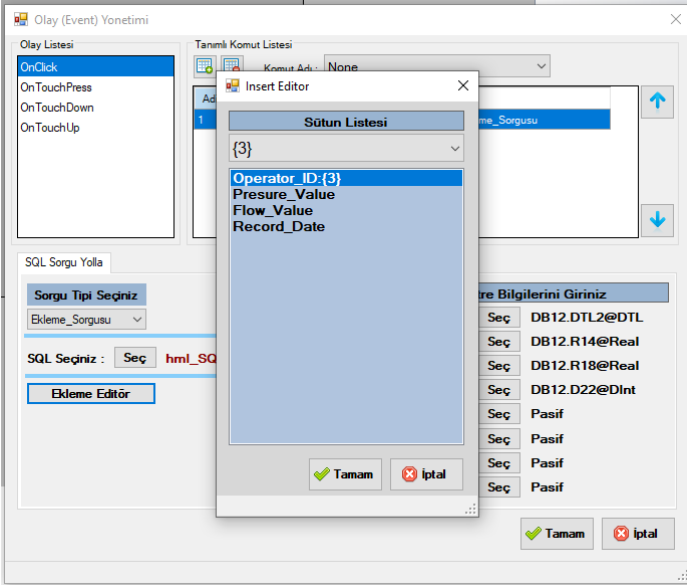 Olay (Event) Yonetimi
Olay Listesi
OnClick
OnTouchPress
OnTouchDown
OnTouchUp
Tanımlı Komut Listesi
Komut Adı : None
Ad
1
me_Sorgusu
Insert Editor
Sütun Listesi
{3}
Operator_ID:{3}
Presure_Value
Flow_Value
Record_Date
Tamam
İptal
SQL Sorgu Yolla
Sorgu Tipi Seçiniz
Ekleme_Sorgusu
SQL Seçiniz : Seç hml_SQ
Ekleme Editör
tre Bilgilerini Giriniz
Seç DB12.DTL2@DTL
Seç DB12.R14@Real
Seç DB12.R18@Real
Seç DB12.D22@DInt
Seç Pasif
Seç Pasif
Seç Pasif
Seç Pasif
Tamam
İptal